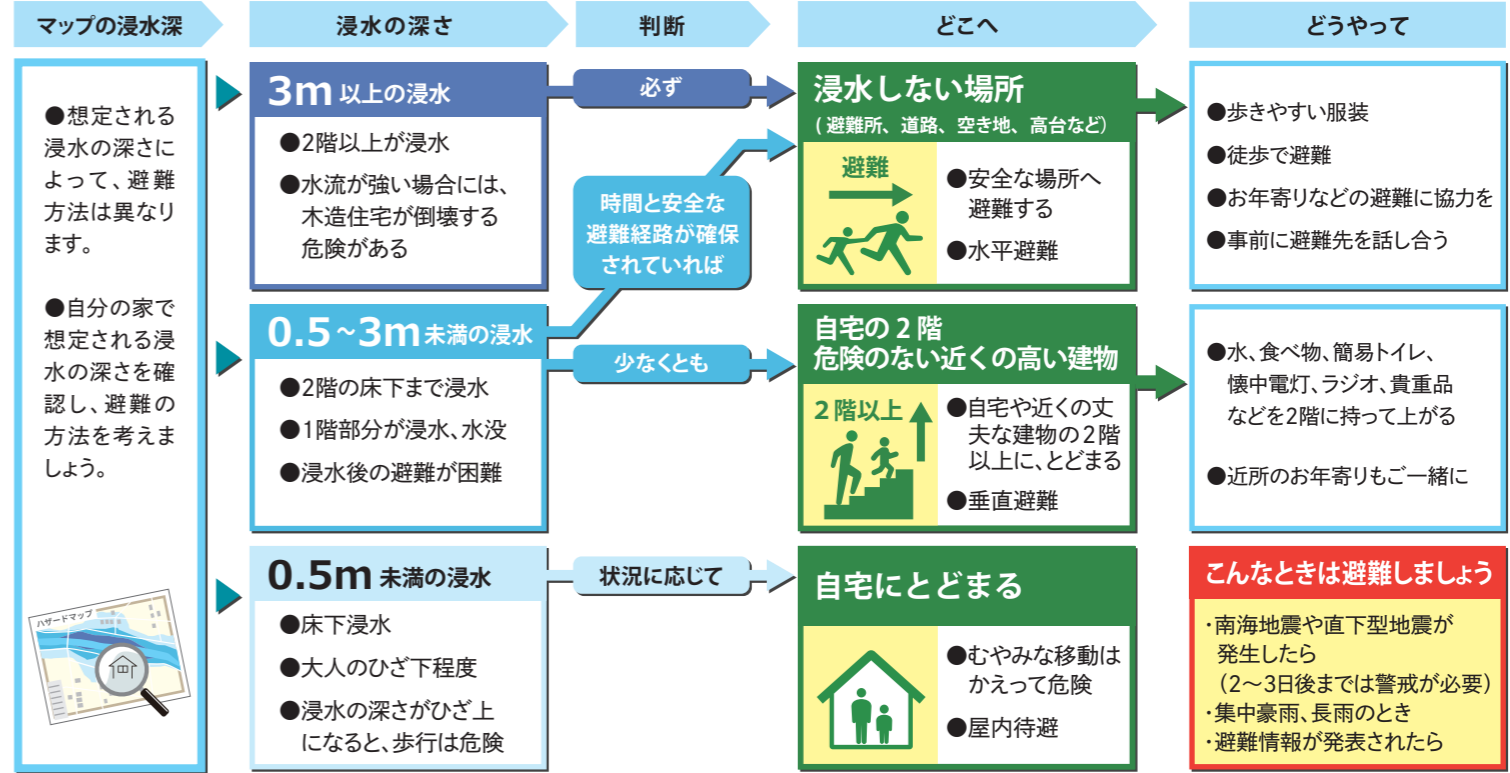 マップの浸水深
浸水の深さ
判断
どこへ
どうやって
●想定される
浸水の深さに
よって、避難
方法は異なり
ます。
●自分の家で
想定される浸
水の深さを確
認し、避難の
方法を考えま
しょう。
ハザードマップ
3m 以上の浸水
●2階以上が浸水
●水流が強い場合には、
木造住宅が倒壊する
危険がある
必ず
時間と安全な
避難経路が確保
されていれば
浸水しない場所
(避難所、道路、空き地、高台など)
避難
●安全な場所へ
避難する
●水平避難
●歩きやすい服装
●徒歩で避難
●お年寄りなどの避難に協力を
●事前に避難先を話し合う
0.5～3m未満の浸水
●2階の床下まで浸水
●1階部分が浸水、水没
●浸水後の避難が困難
少なくとも
自宅の2階
危険のない近くの高い建物
2階以上
●自宅や近くの丈
夫な建物の2階
以上に、とどまる
●垂直避難
●水、食べ物、簡易トイレ、
懐中電灯、ラジオ、貴重品
などを2階に持って上がる
●近所のお年寄りもご一緒に
0.5m 未満の浸水
●床下浸水
●大人のひざ下程度
●浸水の深さがひざ上
になると、歩行は危険
状況に応じて
自宅にとどまる
●むやみな移動は
かえって危険
●屋内待避
こんなときは避難しましょう
・南海地震や直下型地震が
発生したら
（2～3日後までは警戒が必要）
・集中豪雨、長雨のとき
・避難情報が発表されたら